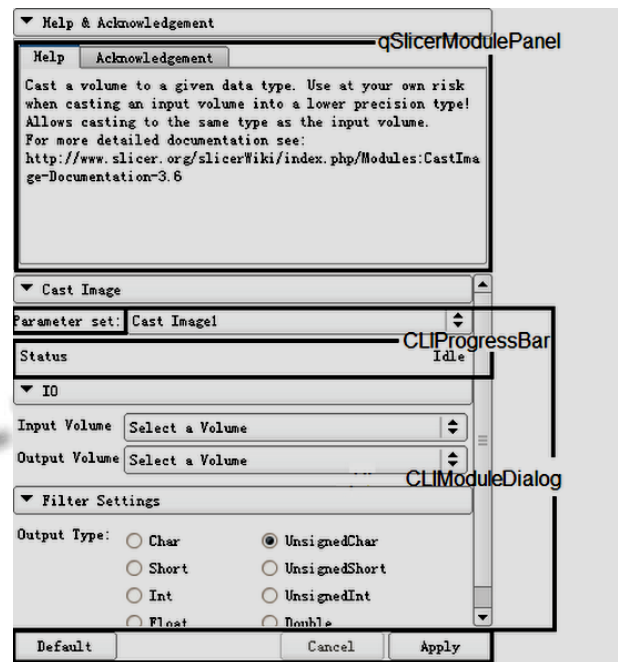 Help & Acknowledgement
qSlicerModulePanel
Help Acknowledgement
Cast a volume to a given data type. Use at your own risk
when casting an input volume into a lower precision type!
Allows casting to the same type as the input volume.
For more detailed documentation see:
http://www.slicer.org/slicerWiki/index.php/Modules:CastIma
ge-Documentation-3.6
Cast Image
Parameter set: Cast Image1
CLIProgressBar
Status Idle
IO
Input Volume Select a Volume
Output Volume Select a Volume
CLIModuleDialog
Filter Settings
Output Type: Char UnsignedChar
Short UnsignedShort
Int UnsignedInt
Float Double
Default Cancel Apply